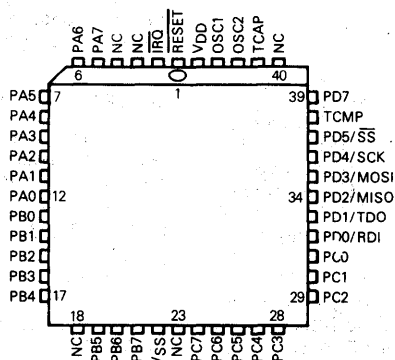 PA6 PA7 NC NC IRQ RESET VDD OSC1 OSC2 TCAP NC
6 1 40
PA5 7 39 PD7
PA4 TCMP
PA3 PD5/SS
PA2 PD4/SCK
PA1 PD3/MOSI
PA0 12 34 PD2/MISO
PB0 PD1/TDO
PB1 PD0/RDI
PB2 PC0
PB3 PC1
PB4 17 29 PC2
18 23 28
NC PB5 PB6 PB7 VSS NC PC7 PC6 PC5 PC4 PC3